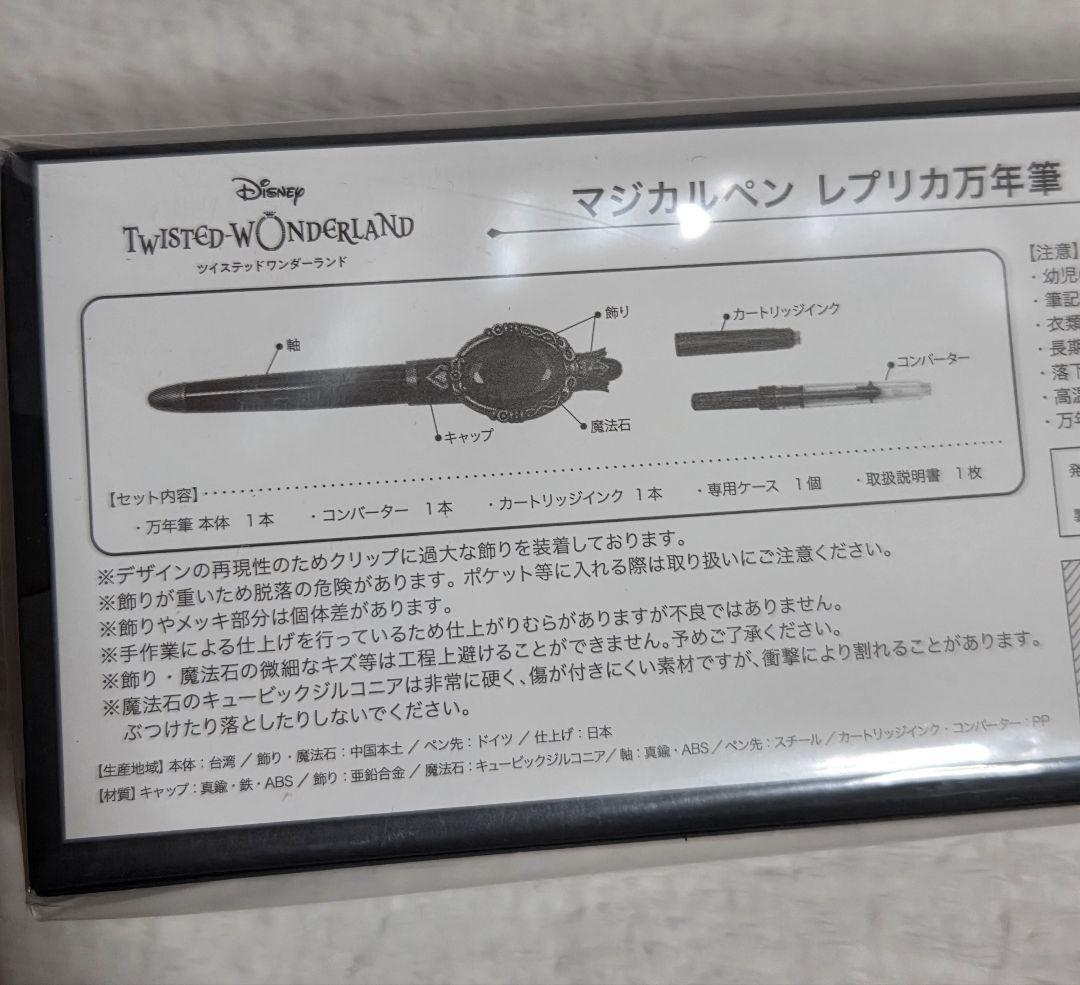 Disney
TWISTED-WONDERLAND
ツイステッドワンダーランド
マジカルペン レプリカ万年筆
軸
飾り
キャップ
魔法石
カートリッジインク
コンバーター
【セット内容】
・万年筆 本体 1本 ・コンバーター 1本 ・カートリッジインク 1本 ・専用ケース 1個 ・取扱説明書 1枚
※デザインの再現性のためクリップに過大な飾りを装着しております。
※飾りが重いため脱落の危険があります。ポケット等に入れる際は取り扱いにご注意ください。
※飾りやメッキ部分は個体差があります。
※手作業による仕上げを行っているため仕上がりむらがありますが不良ではありません。
※飾り・魔法石の微細なキズ等は工程上避けることができません。予めご了承ください。
※魔法石のキュービックジルコニアは非常に硬く、傷が付きにくい素材ですが、衝撃により割れることがあります。
ぶつけたり落としたりしないでください。
【生産地域】本体:台湾 / 飾り・魔法石:中国本土 / ペン先:ドイツ / 仕上げ:日本
【材質】キャップ:真鍮・鉄・ABS / 飾り:亜鉛合金 / 魔法石:キュービックジルコニア / 軸:真鍮・ABS / ペン先:スチール / カートリッジインク・コンバーター:PP
【注意】
・幼児
・筆記
・衣類
・長期
・落下
・高温
・万年